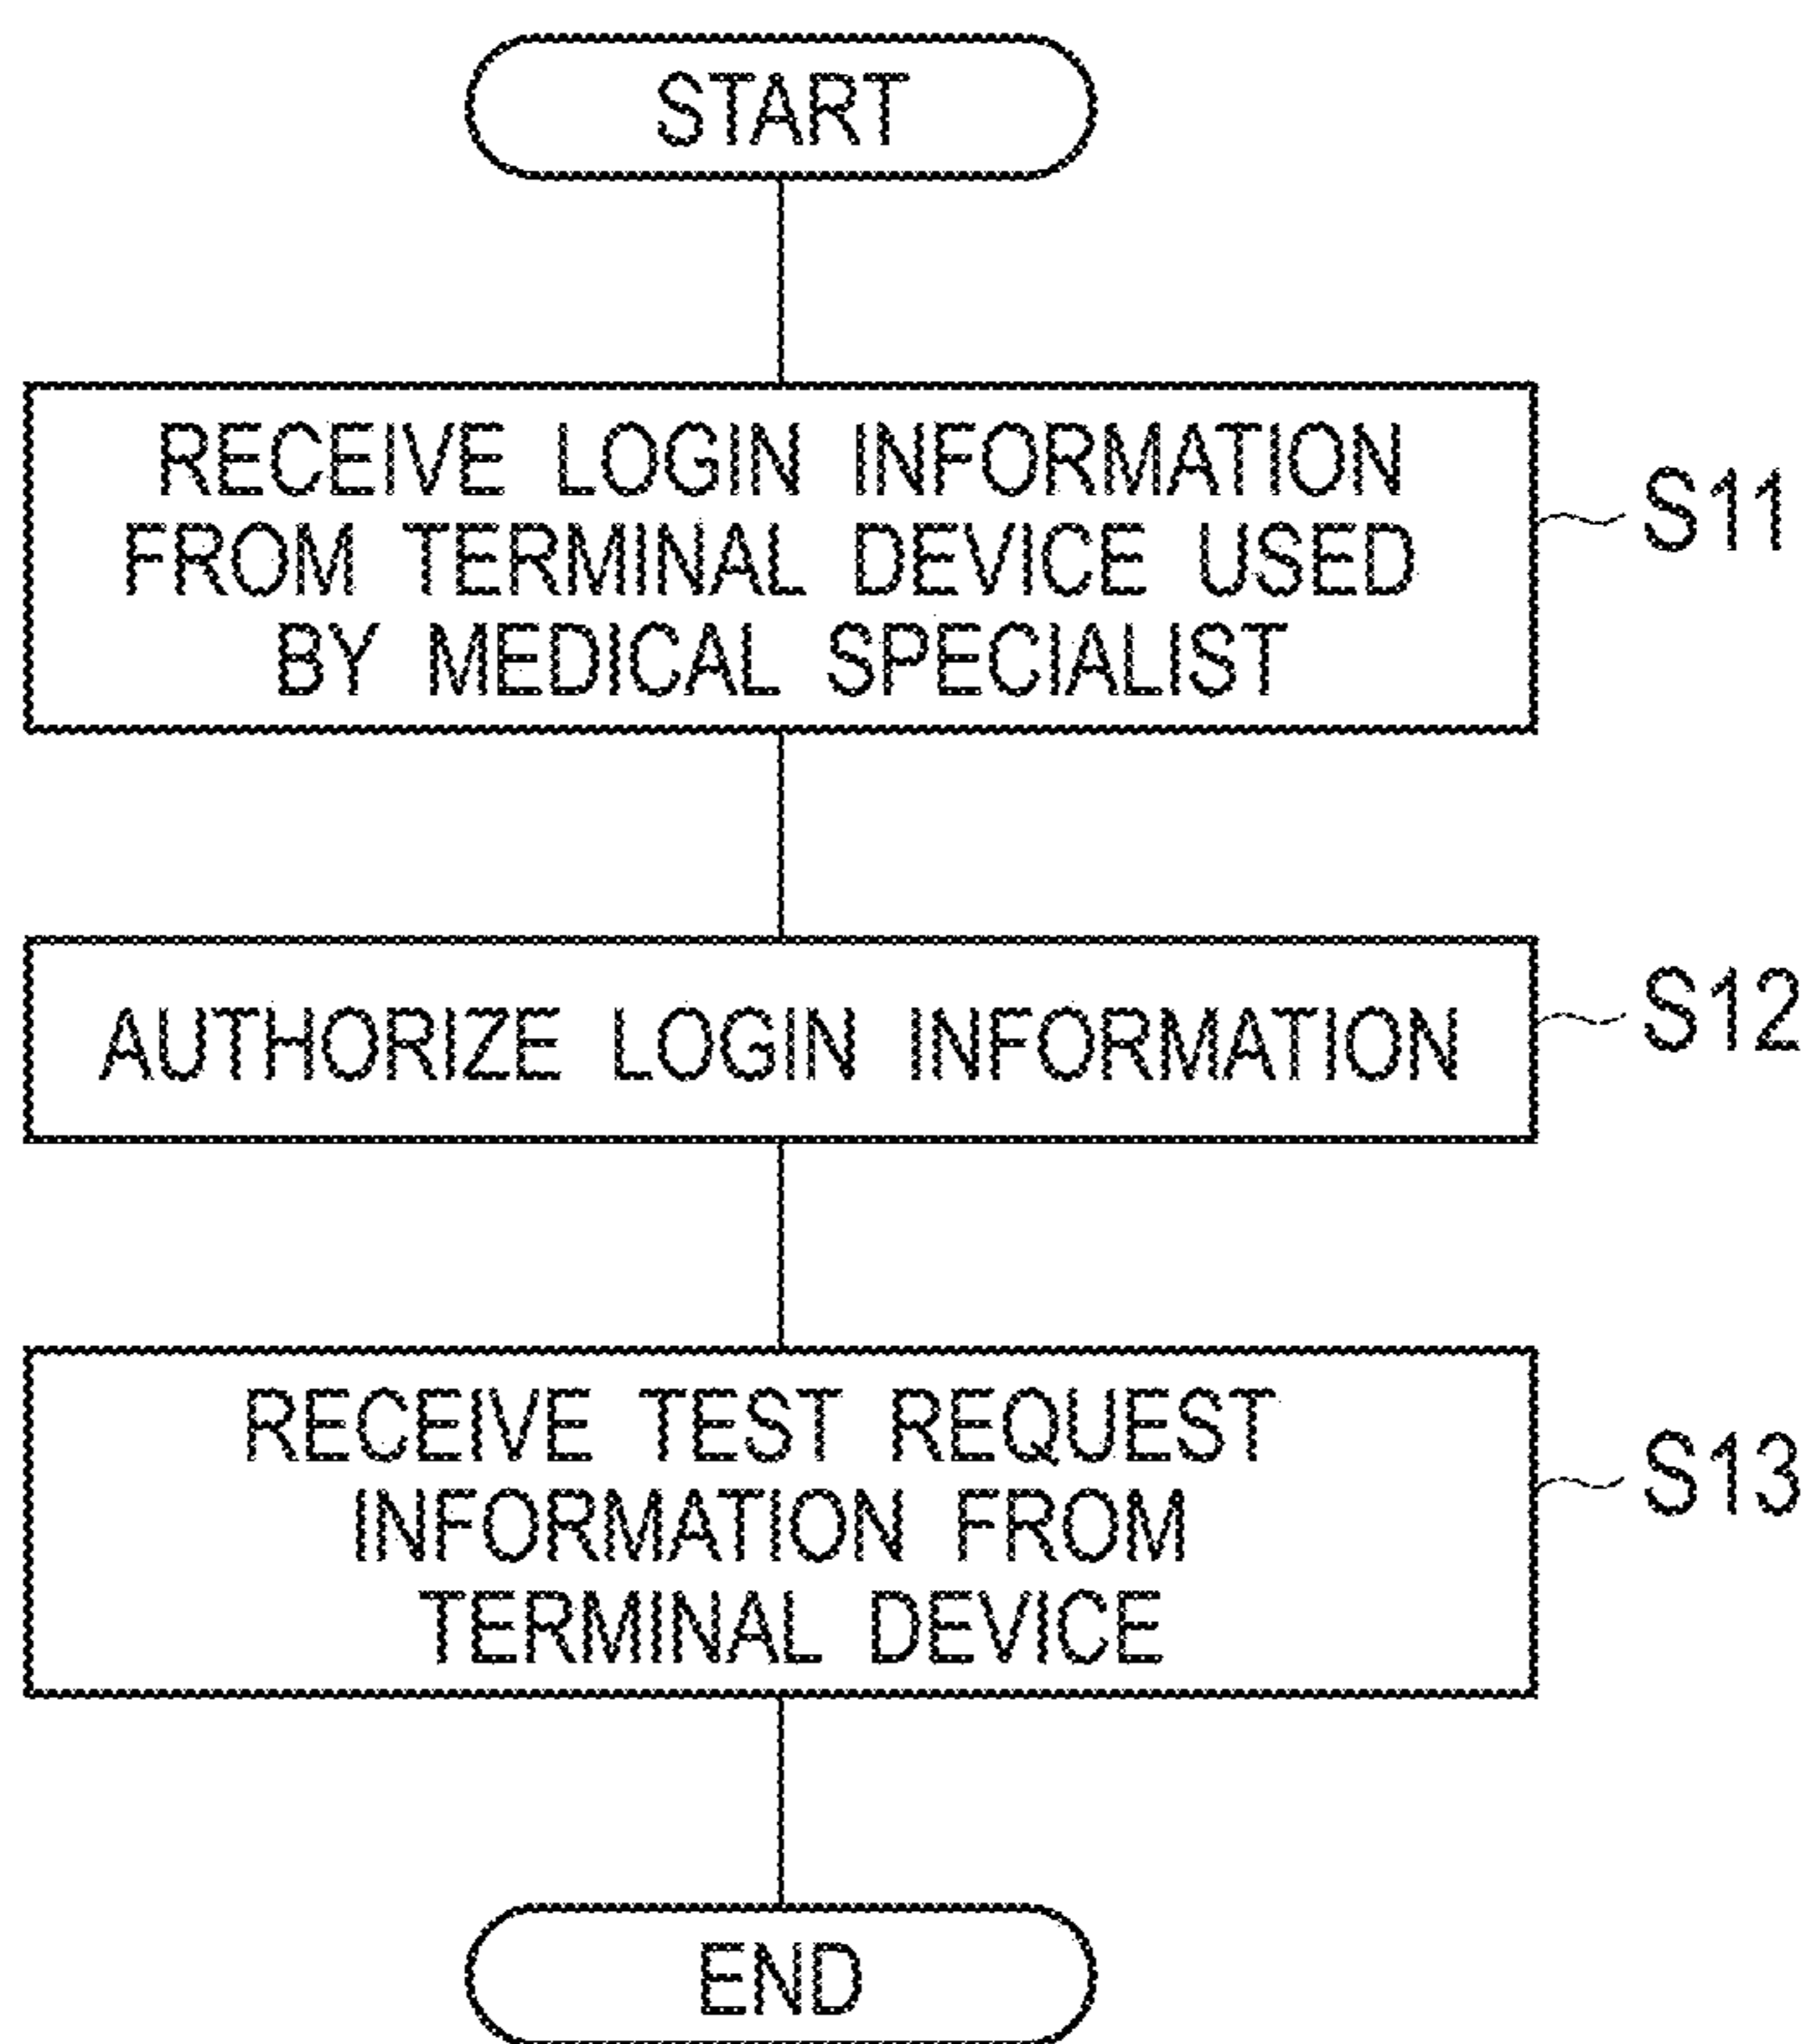 START
RECEIVE LOGIN INFORMATION
FROM TERMINAL DEVICE USED
BY MEDICAL SPECIALIST
S11
AUTHORIZE LOGIN INFORMATION
S12
RECEIVE TEST REQUEST
INFORMATION FROM
TERMINAL DEVICE
S13
END